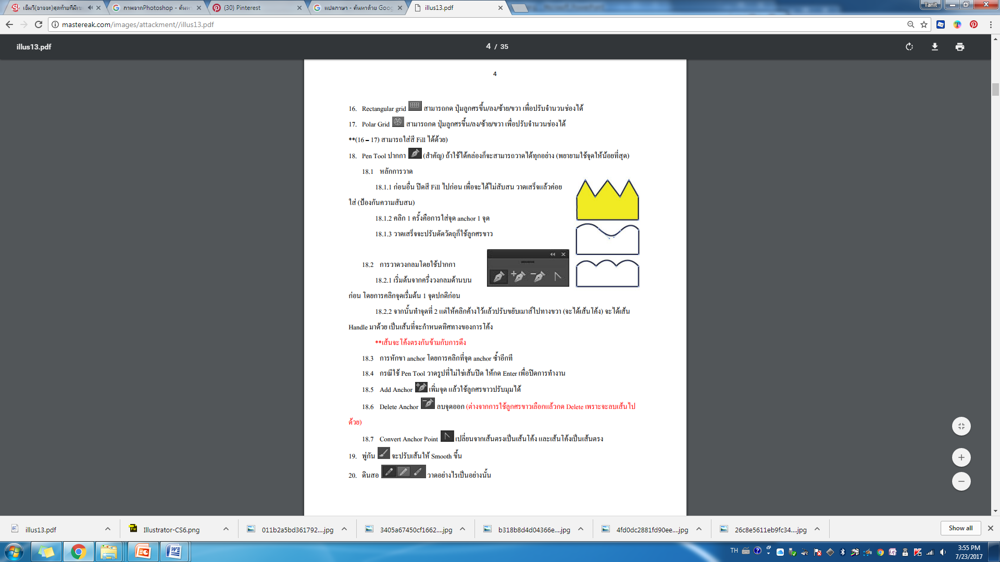 เจ็มวี(จาจจะ)สุดท้ายที่มีเซ
ภาพจากPhotoshop - ค้นหา
(30) Pinterest
แปลภาษา - ค้นหาด้วย Goo
illus13.pdf
Tanit
mastereak.com/images/attackment//illus13.pdf
illus13.pdf
4 / 35
4
16. Rectangular grid สามารถกด ปุ่มลูกศรขึ้น/ลง/ซ้าย/ขวา เพื่อปรับจำนวนช่องได้
17. Polar Grid สามารถกด ปุ่มลูกศรขึ้น/ลง/ซ้าย/ขวา เพื่อปรับจำนวนช่องได้
**(16 – 17) สามารถใส่สี Fill ได้ด้วย)
18. Pen Tool ปากกา (สำคัญ) ถ้าใช้ได้คล่องก็จะสามารถวาดได้ทุกอย่าง (พยายามใช้จุดให้น้อยที่สุด)
18.1 หลักการวาด
18.1.1 ก่อนอื่น ปิดสี Fill ไปก่อน เพื่อจะได้ไม่สับสน วาดเสร็จแล้วค่อย
ใส่ (ป้องกันความสับสน)
18.1.2 คลิก 1 ครั้งคือการใส่จุด anchor 1 จุด
18.1.3 วาดเสร็จจะปรับดัดวัตถุก็ใช้ลูกศรขาว
18.2 การวาดวงกลมโดยใช้ปากกา
18.2.1 เริ่มต้นจากครึ่งวงกลมด้านบน
ก่อน โดยการคลิกจุดเริ่มต้น 1 จุดปกติก่อน
18.2.2 จากนั้นทำจุดที่ 2 แต่ให้คลิกค้างไว้แล้วปรับขยับเมาส์ไปทางขวา (จะได้เส้นโค้ง) จะได้เส้น
Handle มาด้วย เป็นเส้นที่จะกำหนดทิศทางของการโค้ง
**เส้นจะโค้งตรงกันข้ามกับการดึง
18.3 การหักขา anchor โดยการคลิกที่จุด anchor ซ้ำอีกที
18.4 กรณีใช้ Pen Tool วาดรูปที่ไม่ใช่เส้นปิด ให้กด Enter เพื่อปิดการทำงาน
18.5 Add Anchor เพิ่มจุด แล้วใช้ลูกศรขาวปรับมุมได้
18.6 Delete Anchor ลบจุดออก (ต่างจากการใช้ลูกศรขาวเลือกแล้วกด Delete เพราะจะลบเส้นไป
ด้วย)
18.7 Convert Anchor Point เปลี่ยนจากเส้นตรงเป็นเส้นโค้ง และเส้นโค้งเป็นเส้นตรง
19. พู่กัน จะปรับเส้นให้ Smooth ขึ้น
20. ดินสอ วาดอย่างไรเป็นอย่างนั้น
illus13.pdf
Illustrator-CS6.png
011b2a5bd361792....jpg
3405a67450cf1662....jpg
b318b8d4d04366e....jpg
4fd0dc2881fd90ee....jpg
26c8e5611eb9fc34....jpg
Show all
TH
3:55 PM
7/23/2017